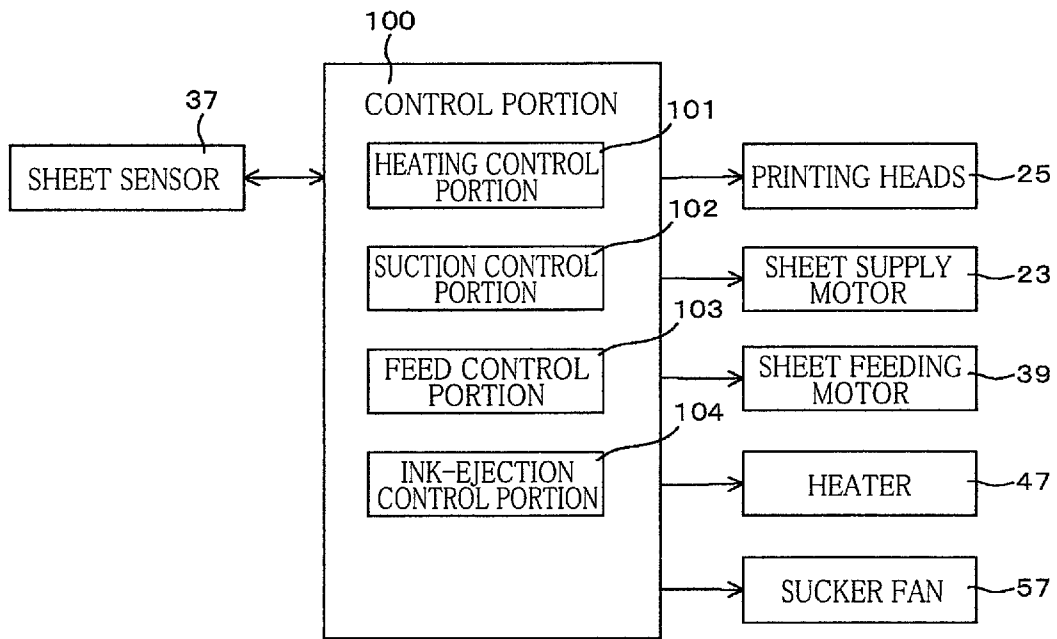 100
CONTROL PORTION
37
SHEET SENSOR
101
HEATING CONTROL
PORTION
102
SUCTION CONTROL
PORTION
103
FEED CONTROL
PORTION
104
INK-EJECTION
CONTROL PORTION
PRINTING HEADS
25
SHEET SUPPLY
MOTOR
23
SHEET FEEDING
MOTOR
39
HEATER
47
SUCKER FAN
57